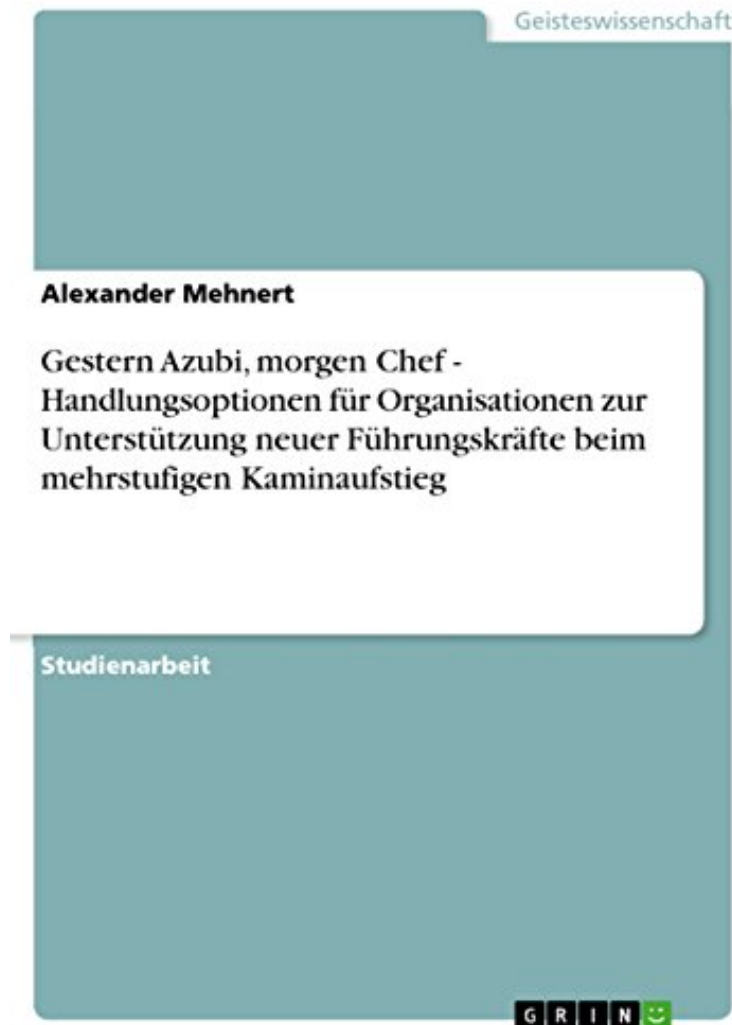 Geisteswissenschaft
Alexander Mehnert
Gestern Azubi, morgen Chef -
Handlungsoptionen für Organisationen zur
Unterstützung neuer Führungskräfte beim
mehrstufigen Kaminaufstieg
Studienarbeit
GRIN